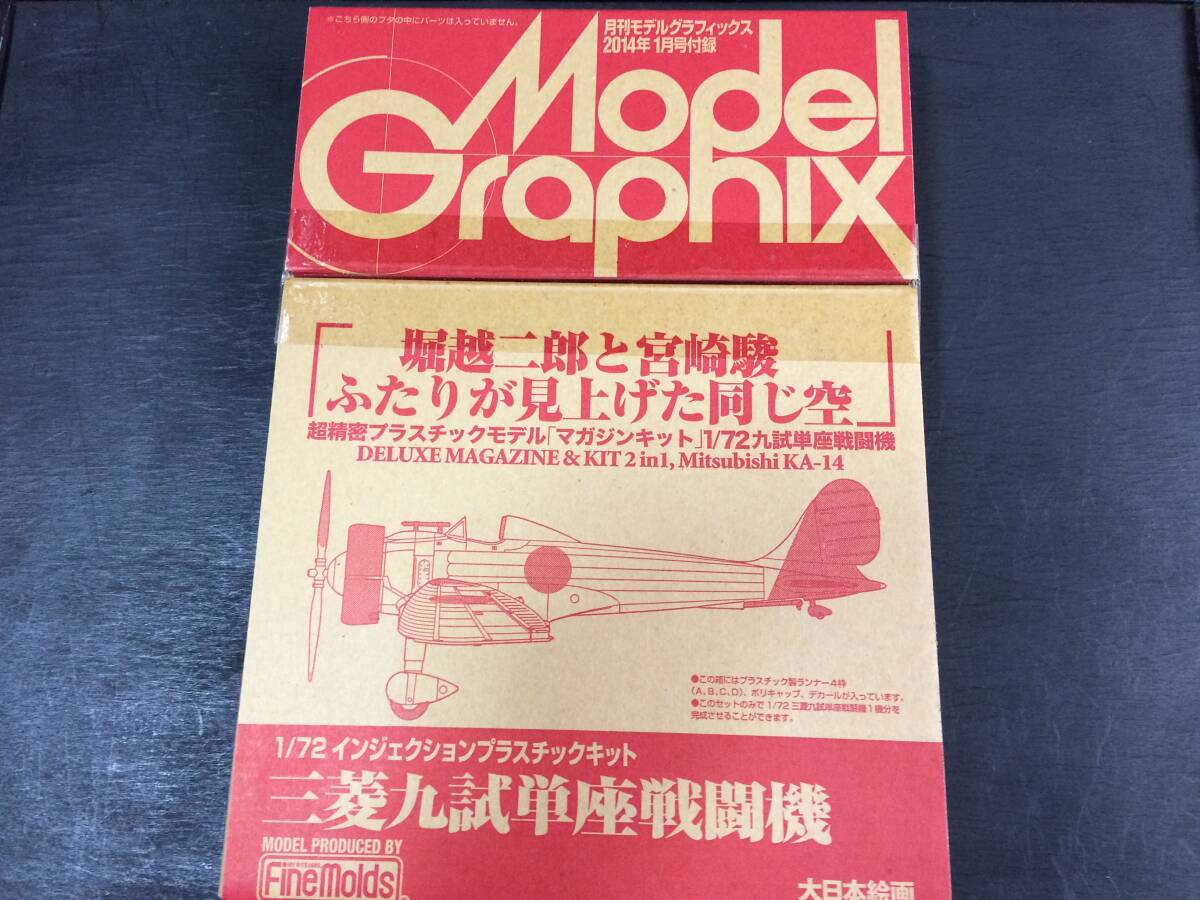 ※こちら側のフタの中にパーツは入っていません。
月刊モデルグラフィックス
2014年1月号付録
Model
Graphix
「堀越二郎と宮崎駿
ふたりが見上げた同じ空」
超精密プラスチックモデル「マガジンキット」1/72九試単座戦闘機
DELUXE MAGAZINE & KIT 2 in1, Mitsubishi KA-14
●この箱にはプラスチック製ランナー4枠
(A、B、C、D)、ポリキャップ、デカールが入っています。
●このセットのみで1/72三菱九試単座戦闘機1機分を
完成させることができます。
1/72 インジェクションプラスチックキット
三菱九試単座戦闘機
MODEL PRODUCED BY
FineMolds
大日本絵画